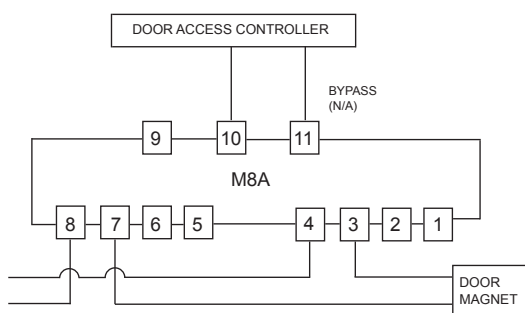 DOOR ACCESS CONTROLLER
BYPASS
(N/A)
9 10 11
M8A
8 7 6 5 4 3 2 1
DOOR
MAGNET